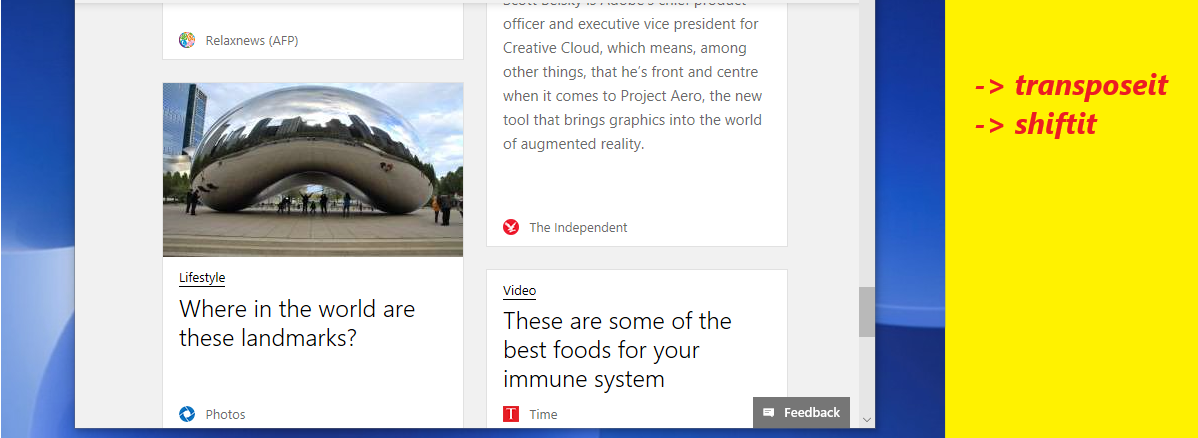 Relaxnews (AFP)
Lifestyle
Where in the world are
these landmarks?
Photos
Scott Belsky is Adobe's chief product
officer and executive vice president for
Creative Cloud, which means, among
other things, that he's front and centre
when it comes to Project Aero, the new
tool that brings graphics into the world
of augmented reality.
The Independent
Video
These are some of the
best foods for your
immune system
T Time
Feedback
-> transposeit
-> shiftit